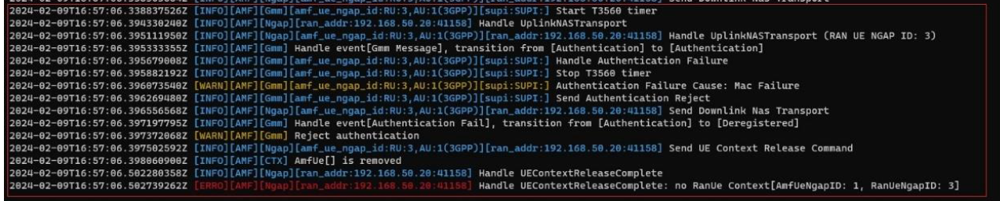 Send Downlink Nas Transport
2024-02-09T16:57:06.338837526Z [INFO][AMF][Gmm][amf_ue_ngap_id:RU:3,AU:1(3GPP)][supi:SUPI:] Start T3560 timer
2024-02-09T16:57:06.394330240Z [INFO][AMF][Ngap][ran_addr:192.168.50.20:41158] Handle UplinkNASTransport
2024-02-09T16:57:06.395111950Z [INFO][AMF][Ngap][amf_ue_ngap_id:RU:3,AU:1(3GPP)][ran_addr:192.168.50.20:41158] Handle UplinkNASTransport (RAN UE NGAP ID: 3)
2024-02-09T16:57:06.395333355Z [INFO][AMF][Gmm] Handle event[Gmm Message], transition from [Authentication] to [Authentication]
2024-02-09T16:57:06.395679008Z [INFO][AMF][Gmm][amf_ue_ngap_id:RU:3,AU:1(3GPP)][supi:SUPI:] Handle Authentication Failure
2024-02-09T16:57:06.395882192Z [INFO][AMF][Gmm][amf_ue_ngap_id:RU:3,AU:1(3GPP)][supi:SUPI:] Stop T3560 timer
2024-02-09T16:57:06.396073540Z [WARN][AMF][Gmm][amf_ue_ngap_id:RU:3,AU:1(3GPP)][supi:SUPI:] Authentication Failure Cause: Mac Failure
2024-02-09T16:57:06.396269480Z [INFO][AMF][Gmm][amf_ue_ngap_id:RU:3,AU:1(3GPP)][supi:SUPI:] Send Authentication Reject
2024-02-09T16:57:06.396556568Z [INFO][AMF][Ngap][amf_ue_ngap_id:RU:3,AU:1(3GPP)][ran_addr:192.168.50.20:41158] Send Downlink Nas Transport
2024-02-09T16:57:06.397197795Z [INFO][AMF][Gmm] Handle event[Authentication Fail], transition from [Authentication] to [Deregistered]
2024-02-09T16:57:06.397372068Z [WARN][AMF][Gmm] Reject authentication
2024-02-09T16:57:06.397502592Z [INFO][AMF][Ngap][amf_ue_ngap_id:RU:3,AU:1(3GPP)][ran_addr:192.168.50.20:41158] Send UE Context Release Command
2024-02-09T16:57:06.398060900Z [INFO][AMF][CTX] AmfUe[] is removed
2024-02-09T16:57:06.502280358Z [INFO][AMF][Ngap][ran_addr:192.168.50.20:41158] Handle UEContextReleaseComplete
2024-02-09T16:57:06.502739262Z [ERRO][AMF][Ngap][ran_addr:192.168.50.20:41158] Handle UEContextReleaseComplete: no RanUe Context[AmfUeNgapID: 1, RanUeNgapID: 3]